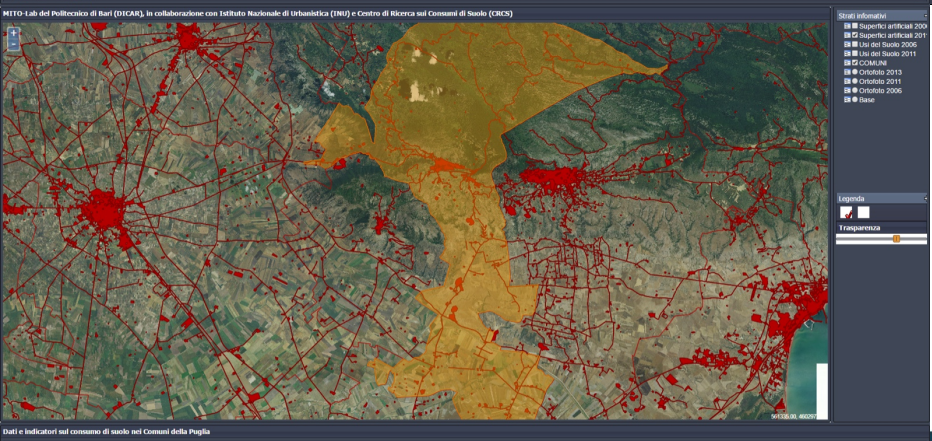 MITO-Lab del Politecnico di Bari (DICAR), in collaborazione con Istituto Nazionale di Urbanistica (INU) e Centro di Ricerca sui Consumi di Suolo (CRCS)
Strati informativi
Superfici artificiali 200
Superfici artificiali 201
Usi del Suolo 2006
Usi del Suolo 2011
COMUNI
Ortofoto 2013
Ortofoto 2011
Ortofoto 2006
Base
Legenda
Trasparenza
Dati e indicatori sul consumo di suolo nei Comuni della Puglia